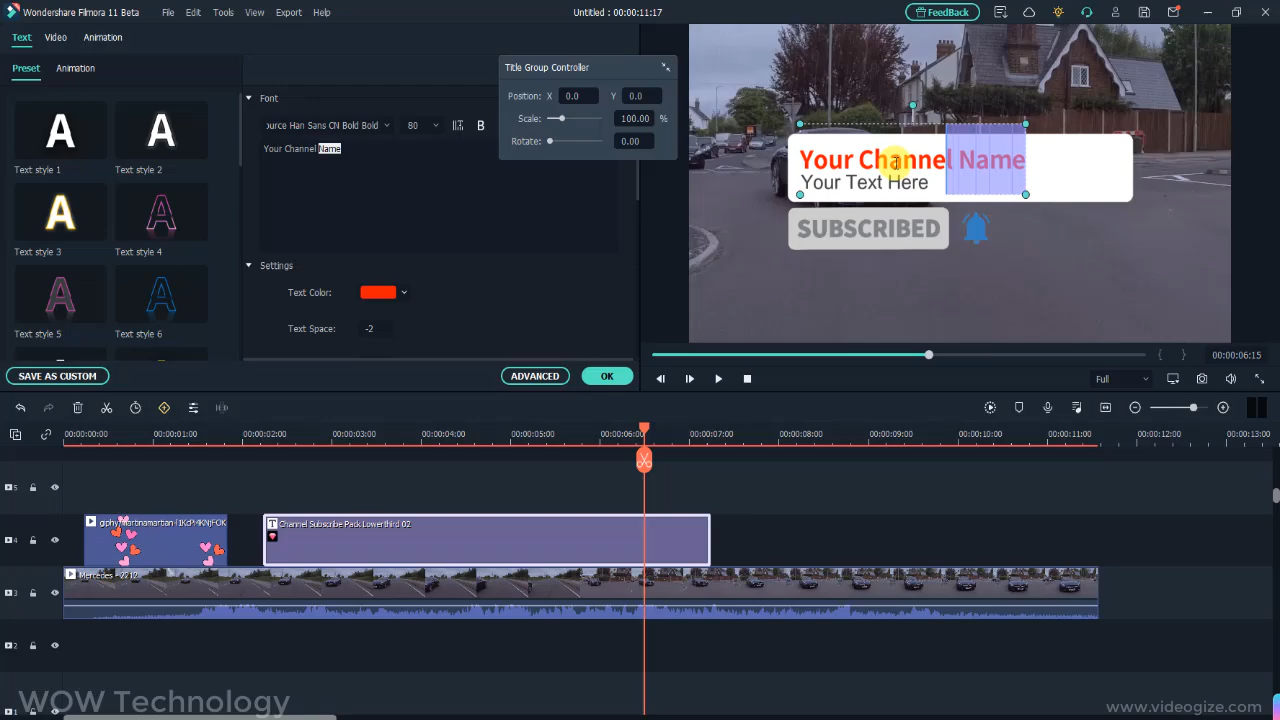 Wondershare Filmora 11 Beta
File Edit Tools View Export Help
Untitled : 00:00:11:17
FeedBack
Text Video Animation
Preset Animation
Text style 1
Text style 2
Text style 3
Text style 4
Text style 5
Text style 6
Font
urce Han Sans CN Bold Bold 80 B
Your Channel Name
Settings
Text Color:
Text Space: -2
Title Group Controller
Position: X 0.0 Y 0.0
Scale: 100.00 %
Rotate: 0.00
SAVE AS CUSTOM
ADVANCED
OK
Your Channel Name
Your Text Here
SUBSCRIBED
00:00:06:15
Full
00:00:00:00 00:00:01:00 00:00:02:00 00:00:03:00 00:00:04:00 00:00:05:00 00:00:06:00 00:00:07:00 00:00:08:00 00:00:09:00 00:00:10:00 00:00:11:00 00:00:12:00 00:00:13:00
5
4
T Channel Subscribe Pack Lowerthird 02
3
Mercedes - 2212
2
1
WOW Technology
www.videogize.com